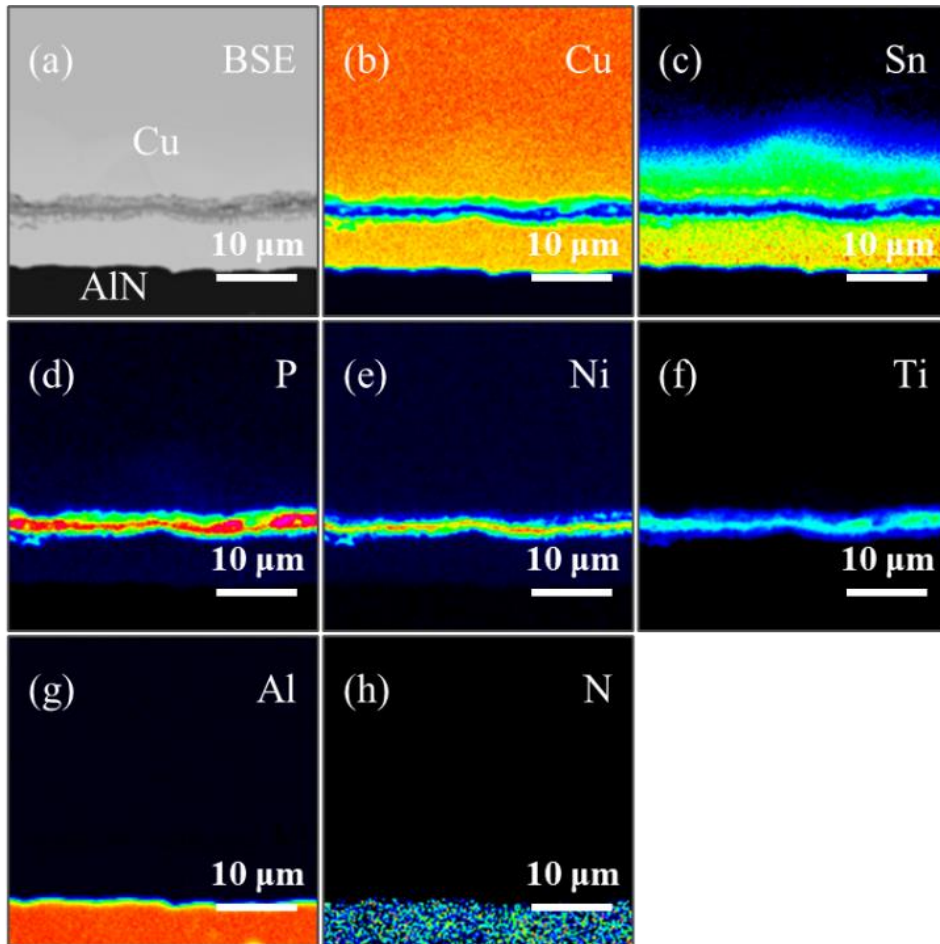 (a) BSE
Cu
10 μm
AlN
(b) Cu
10 μm
(c) Sn
10 μm
(d) P
10 μm
(e) Ni
10 μm
(f) Ti
10 μm
(g) Al
10 μm
(h) N
10 μm